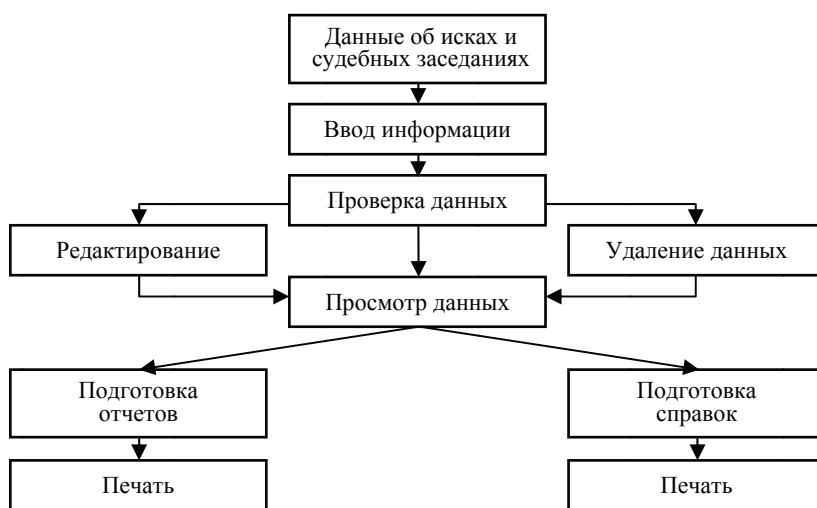 Данные об исках и
судебных заседаниях
Ввод информации
Проверка данных
Редактирование
Удаление данных
Просмотр данных
Подготовка
отчетов
Подготовка
справок
Печать
Печать